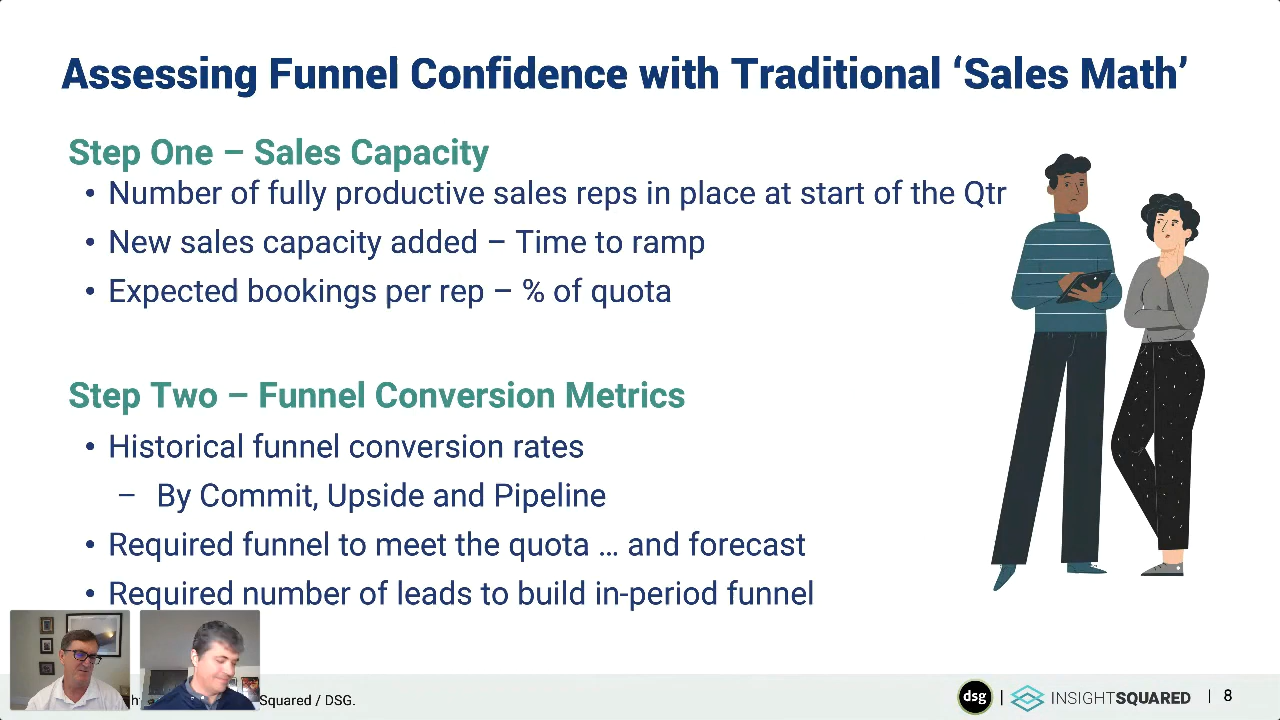 Assessing Funnel Confidence with Traditional ‘Sales Math’
Step One – Sales Capacity
• Number of fully productive sales reps in place at start of the Qtr
• New sales capacity added – Time to ramp
• Expected bookings per rep – % of quota
Step Two – Funnel Conversion Metrics
• Historical funnel conversion rates
– By Commit, Upside and Pipeline
• Required funnel to meet the quota ... and forecast
• Required number of leads to build in-period funnel
Squared / DSG.
dsg | INSIGHTSQUARED | 8